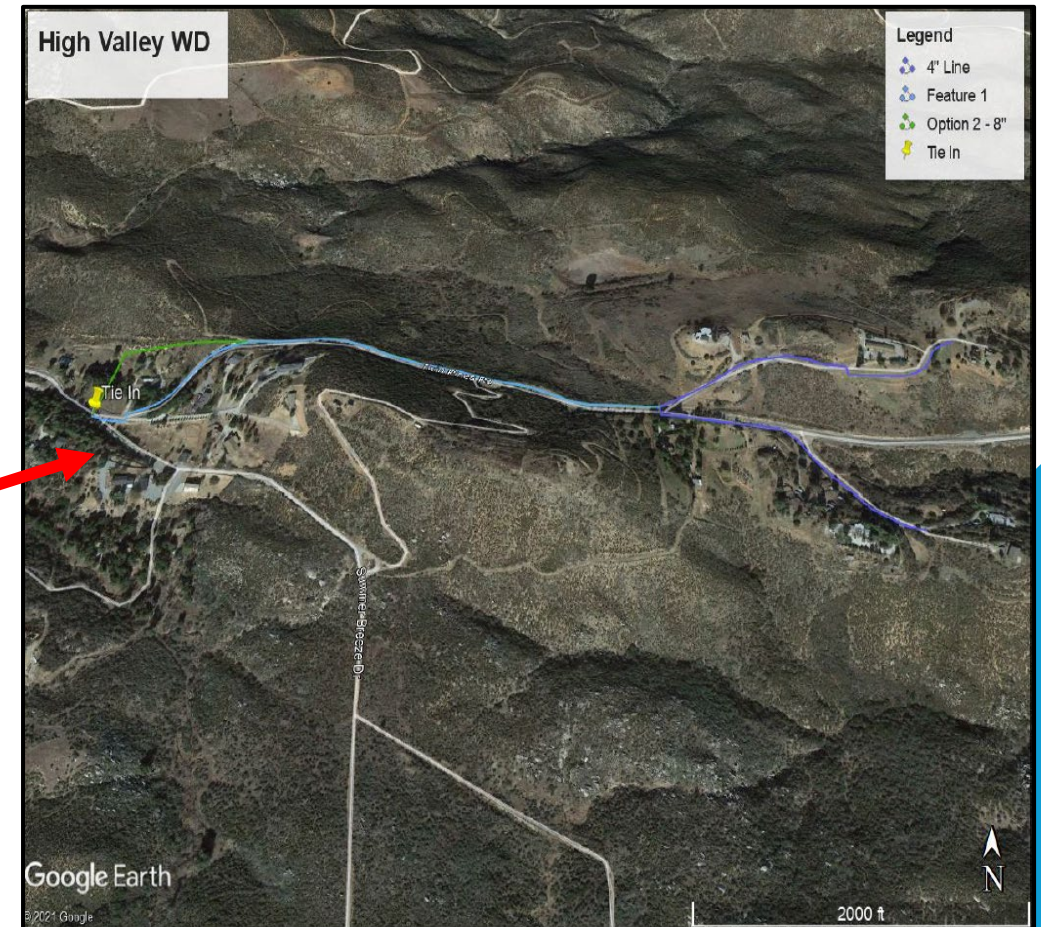 High Valley WD
Legend
4" Line
Feature 1
Option 2 - 8"
Tie In
Tie In
Summer Breeze D
N
2000 ft
Google Earth
© 2021 Google